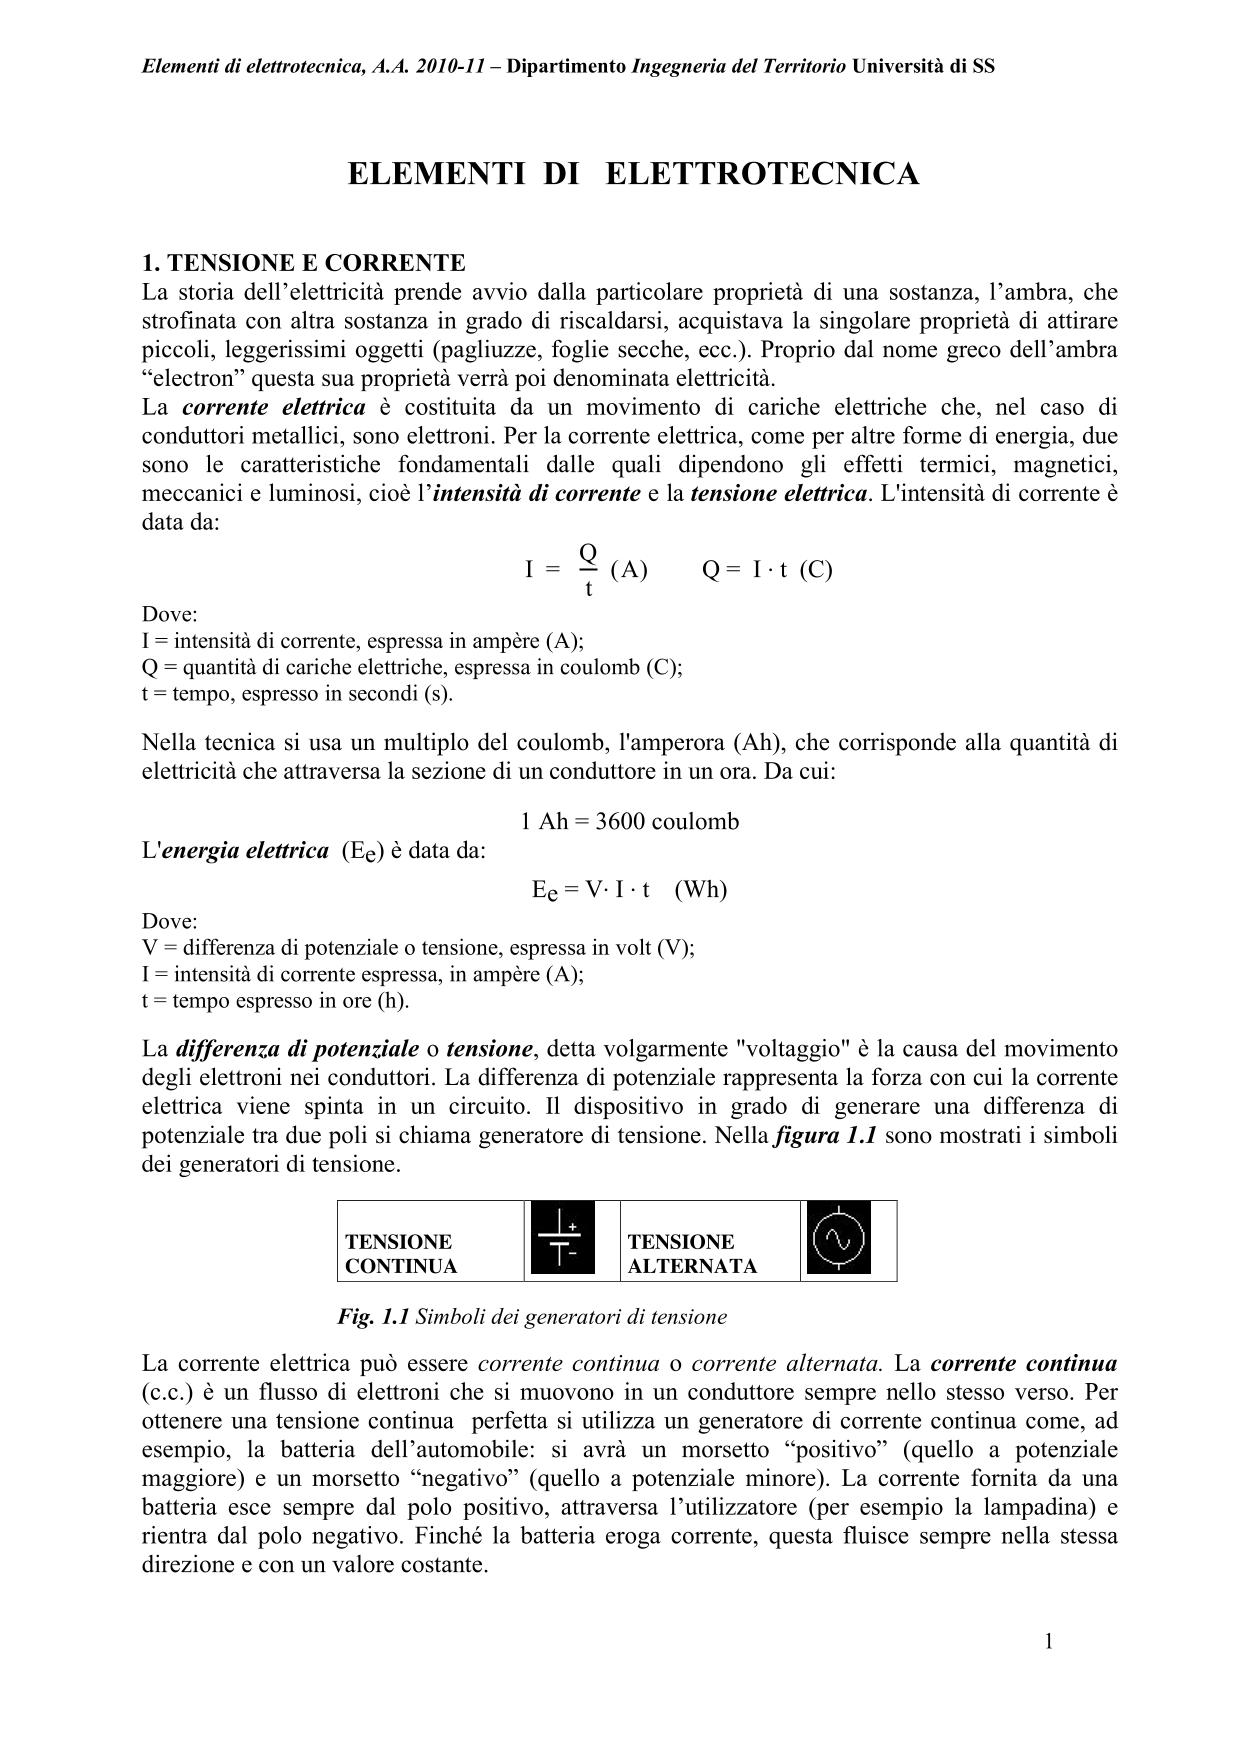 Elementi di elettrotecnica, A.A. 2010-11 – Dipartimento Ingegneria del Territorio Università di SS
ELEMENTI DI ELETTROTECNICA
1. TENSIONE E CORRENTE
La storia dell’elettricità prende avvio dalla particolare proprietà di una sostanza, l’ambra, che
strofinata con altra sostanza in grado di riscaldarsi, acquistava la singolare proprietà di attirare
piccoli, leggerissimi oggetti (pagliuzze, foglie secche, ecc.). Proprio dal nome greco dell’ambra
“electron” questa sua proprietà verrà poi denominata elettricità.
La corrente elettrica è costituita da un movimento di cariche elettriche che, nel caso di
conduttori metallici, sono elettroni. Per la corrente elettrica, come per altre forme di energia, due
sono le caratteristiche fondamentali dalle quali dipendono gli effetti termici, magnetici,
meccanici e luminosi, cioè l’intensità di corrente e la tensione elettrica. L'intensità di corrente è
data da:
I = Q/t (A) Q = I · t (C)
Dove:
I = intensità di corrente, espressa in ampère (A);
Q = quantità di cariche elettriche, espressa in coulomb (C);
t = tempo, espresso in secondi (s).
Nella tecnica si usa un multiplo del coulomb, l'amperora (Ah), che corrisponde alla quantità di
elettricità che attraversa la sezione di un conduttore in un ora. Da cui:
1 Ah = 3600 coulomb
L'energia elettrica (Ee) è data da:
Ee = V· I · t (Wh)
Dove:
V = differenza di potenziale o tensione, espressa in volt (V);
I = intensità di corrente espressa, in ampère (A);
t = tempo espresso in ore (h).
La differenza di potenziale o tensione, detta volgarmente "voltaggio" è la causa del movimento
degli elettroni nei conduttori. La differenza di potenziale rappresenta la forza con cui la corrente
elettrica viene spinta in un circuito. Il dispositivo in grado di generare una differenza di
potenziale tra due poli si chiama generatore di tensione. Nella figura 1.1 sono mostrati i simboli
dei generatori di tensione.
TENSIONE
CONTINUA
+
-
TENSIONE
ALTERNATA
Fig. 1.1 Simboli dei generatori di tensione
La corrente elettrica può essere corrente continua o corrente alternata. La corrente continua
(c.c.) è un flusso di elettroni che si muovono in un conduttore sempre nello stesso verso. Per
ottenere una tensione continua perfetta si utilizza un generatore di corrente continua come, ad
esempio, la batteria dell’automobile: si avrà un morsetto “positivo” (quello a potenziale
maggiore) e un morsetto “negativo” (quello a potenziale minore). La corrente fornita da una
batteria esce sempre dal polo positivo, attraversa l’utilizzatore (per esempio la lampadina) e
rientra dal polo negativo. Finché la batteria eroga corrente, questa fluisce sempre nella stessa
direzione e con un valore costante.
1